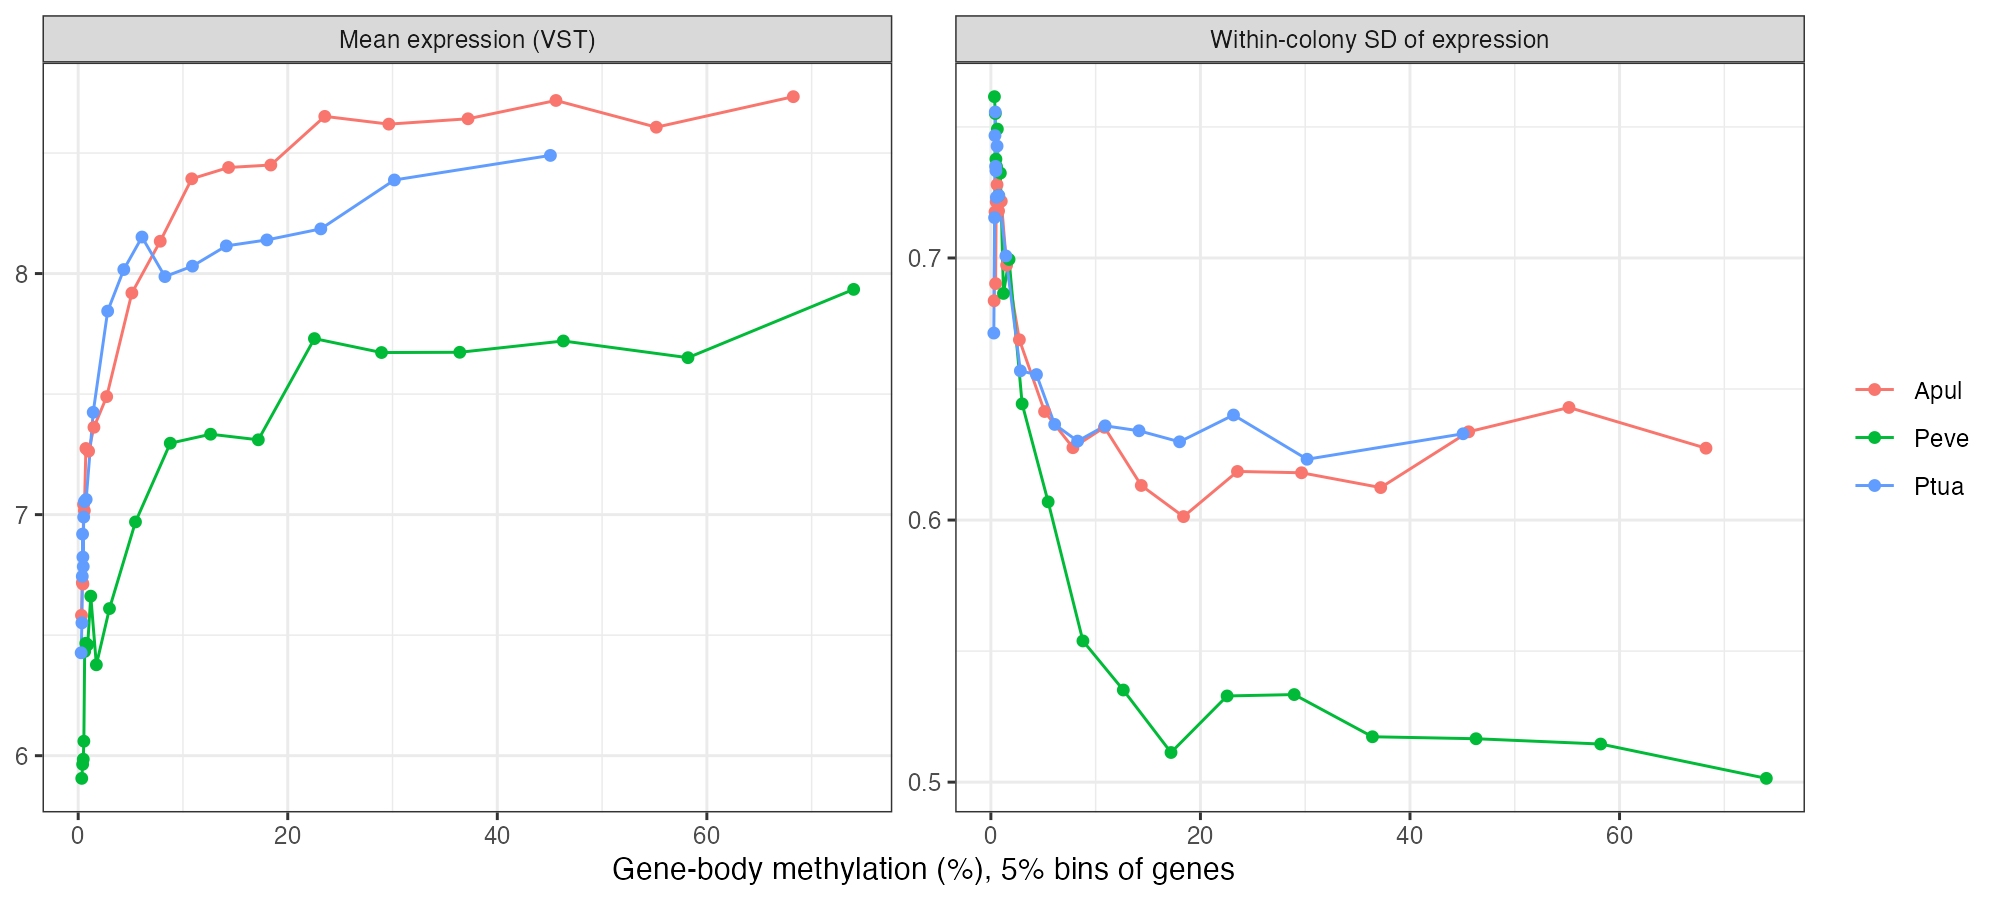 Mean expression (VST)
Within-colony SD of expression
8
7
6
0.7
0.6
0.5
0 20 40 60
0 20 40 60
Gene-body methylation (%), 5% bins of genes
Apul
Peve
Ptua